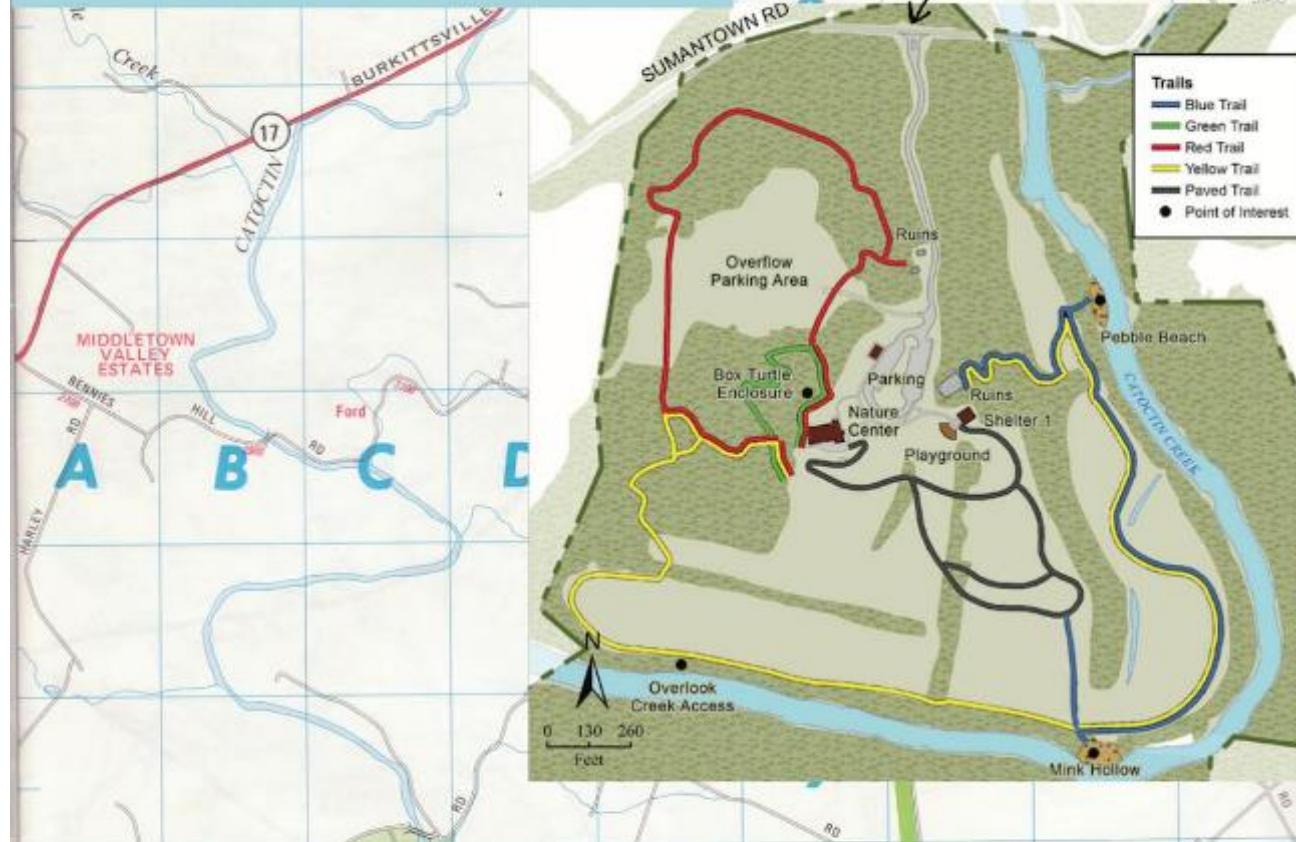 Creek
BURKITTSVILLE
17
CATOCTIN
MIDDLETOWN
VALLEY
ESTATES
BENNIES
HILL
RD
RD
Ford
A
B
C
D
HARLEY
RD
RD
SUMANTOWN RD
Trails
Blue Trail
Green Trail
Red Trail
Yellow Trail
Paved Trail
Point of Interest
Ruins
Overflow
Parking Area
Pebble Beach
Box Turtle
Enclosure
Parking
Ruins
Nature
Center
Shelter 1
Playground
CATOCTIN CREEK
N
Overlook
Creek Access
0 130 260
Feet
Mink Hollow
RD